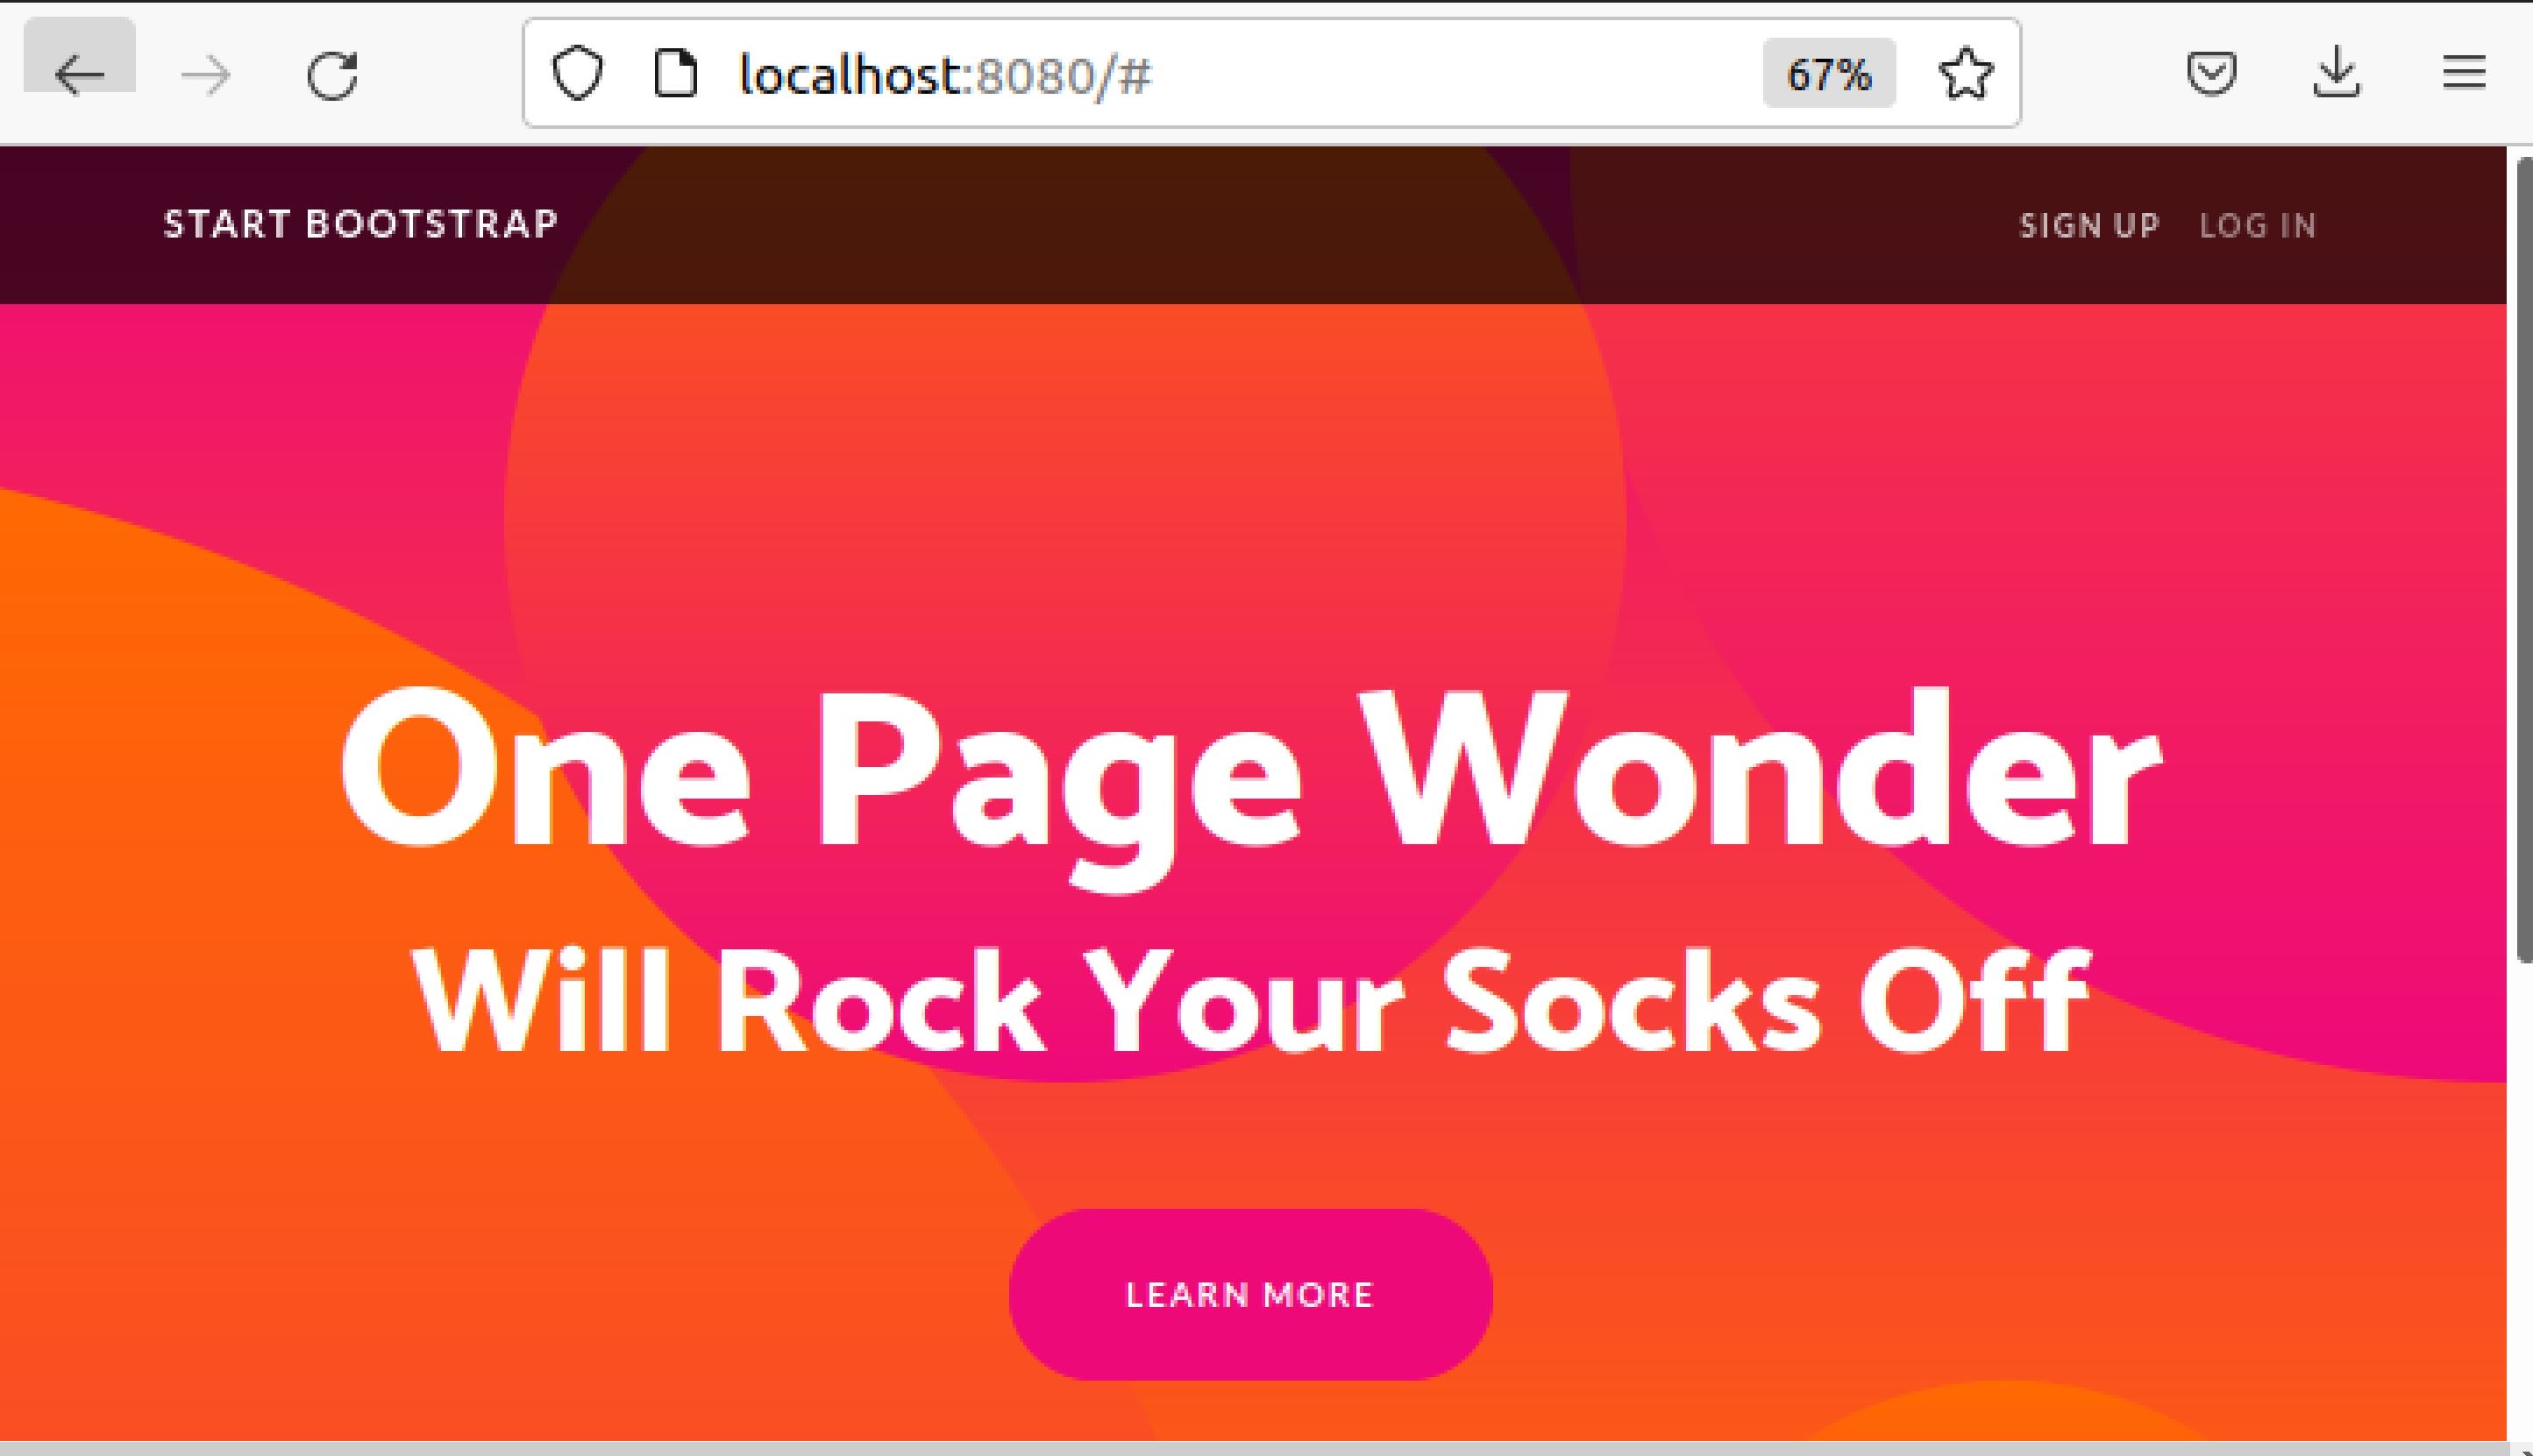 localhost:8080/# 67%
START BOOTSTRAP SIGN UP LOG IN
One Page Wonder
Will Rock Your Socks Off
LEARN MORE